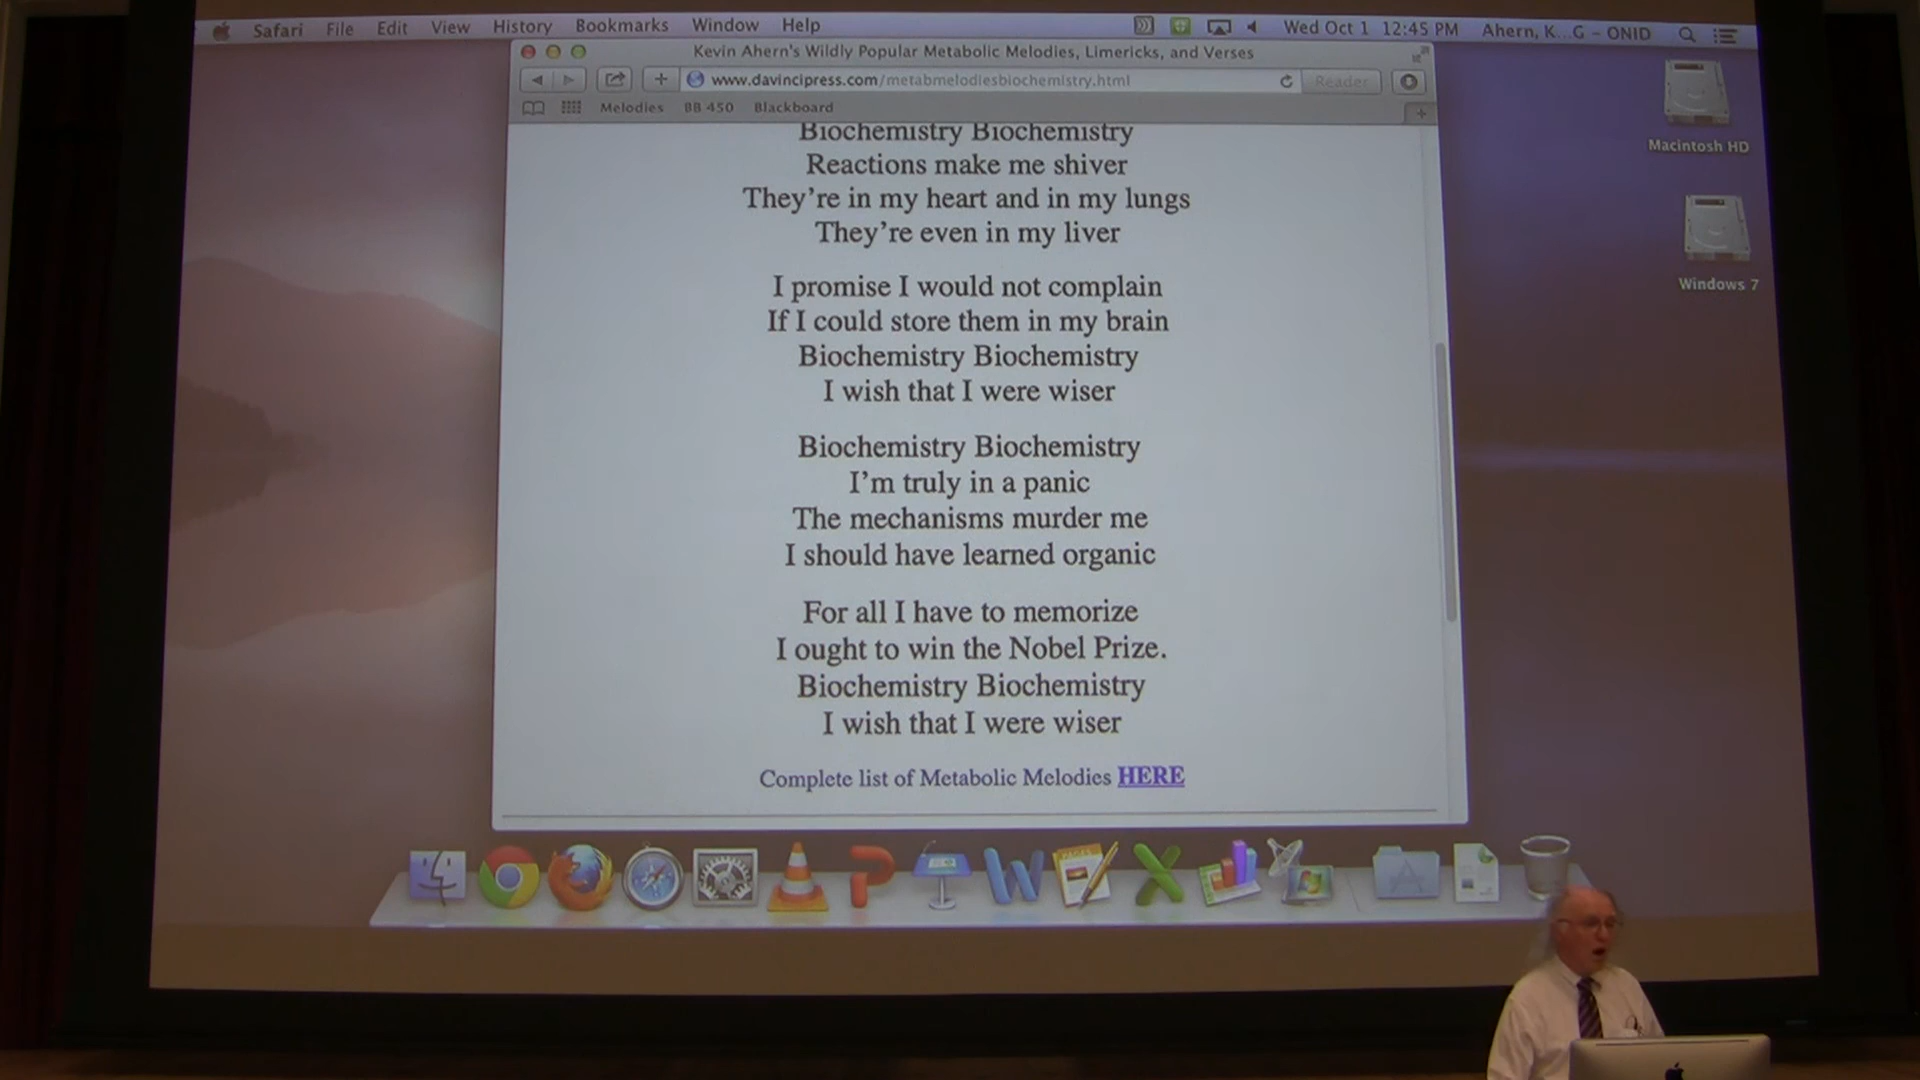 Safari File Edit View History Bookmarks Window Help Wed Oct 1 12:45 PM Ahern, K...G – ONID
Kevin Ahern's Wildly Popular Metabolic Melodies, Limericks, and Verses
www.davincipress.com/metabmelodiesbiochemistry.html Reader
Melodies BB 450 Blackboard
Macintosh HD
Windows 7
Biochemistry Biochemistry
Reactions make me shiver
They’re in my heart and in my lungs
They’re even in my liver
I promise I would not complain
If I could store them in my brain
Biochemistry Biochemistry
I wish that I were wiser
Biochemistry Biochemistry
I’m truly in a panic
The mechanisms murder me
I should have learned organic
For all I have to memorize
I ought to win the Nobel Prize.
Biochemistry Biochemistry
I wish that I were wiser
Complete list of Metabolic Melodies HERE